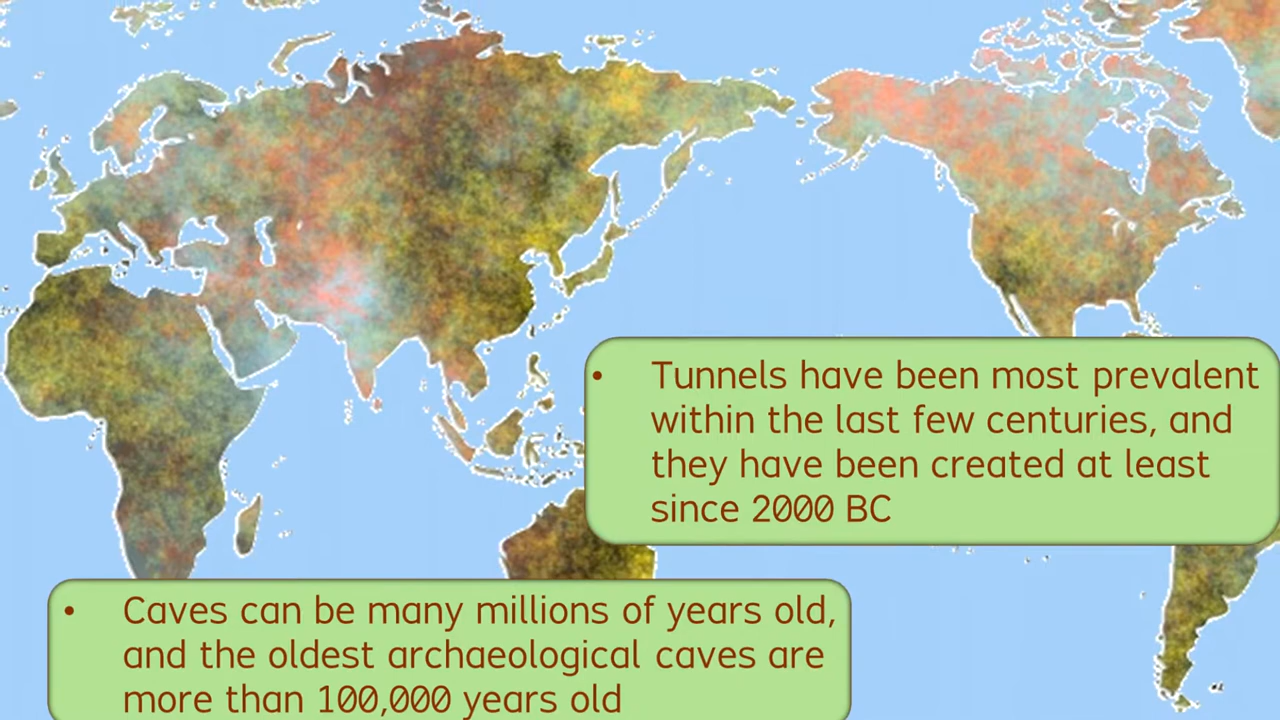 • Tunnels have been most prevalent
within the last few centuries, and
they have been created at least
since 2000 BC
• Caves can be many millions of years old,
and the oldest archaeological caves are
more than 100,000 years old